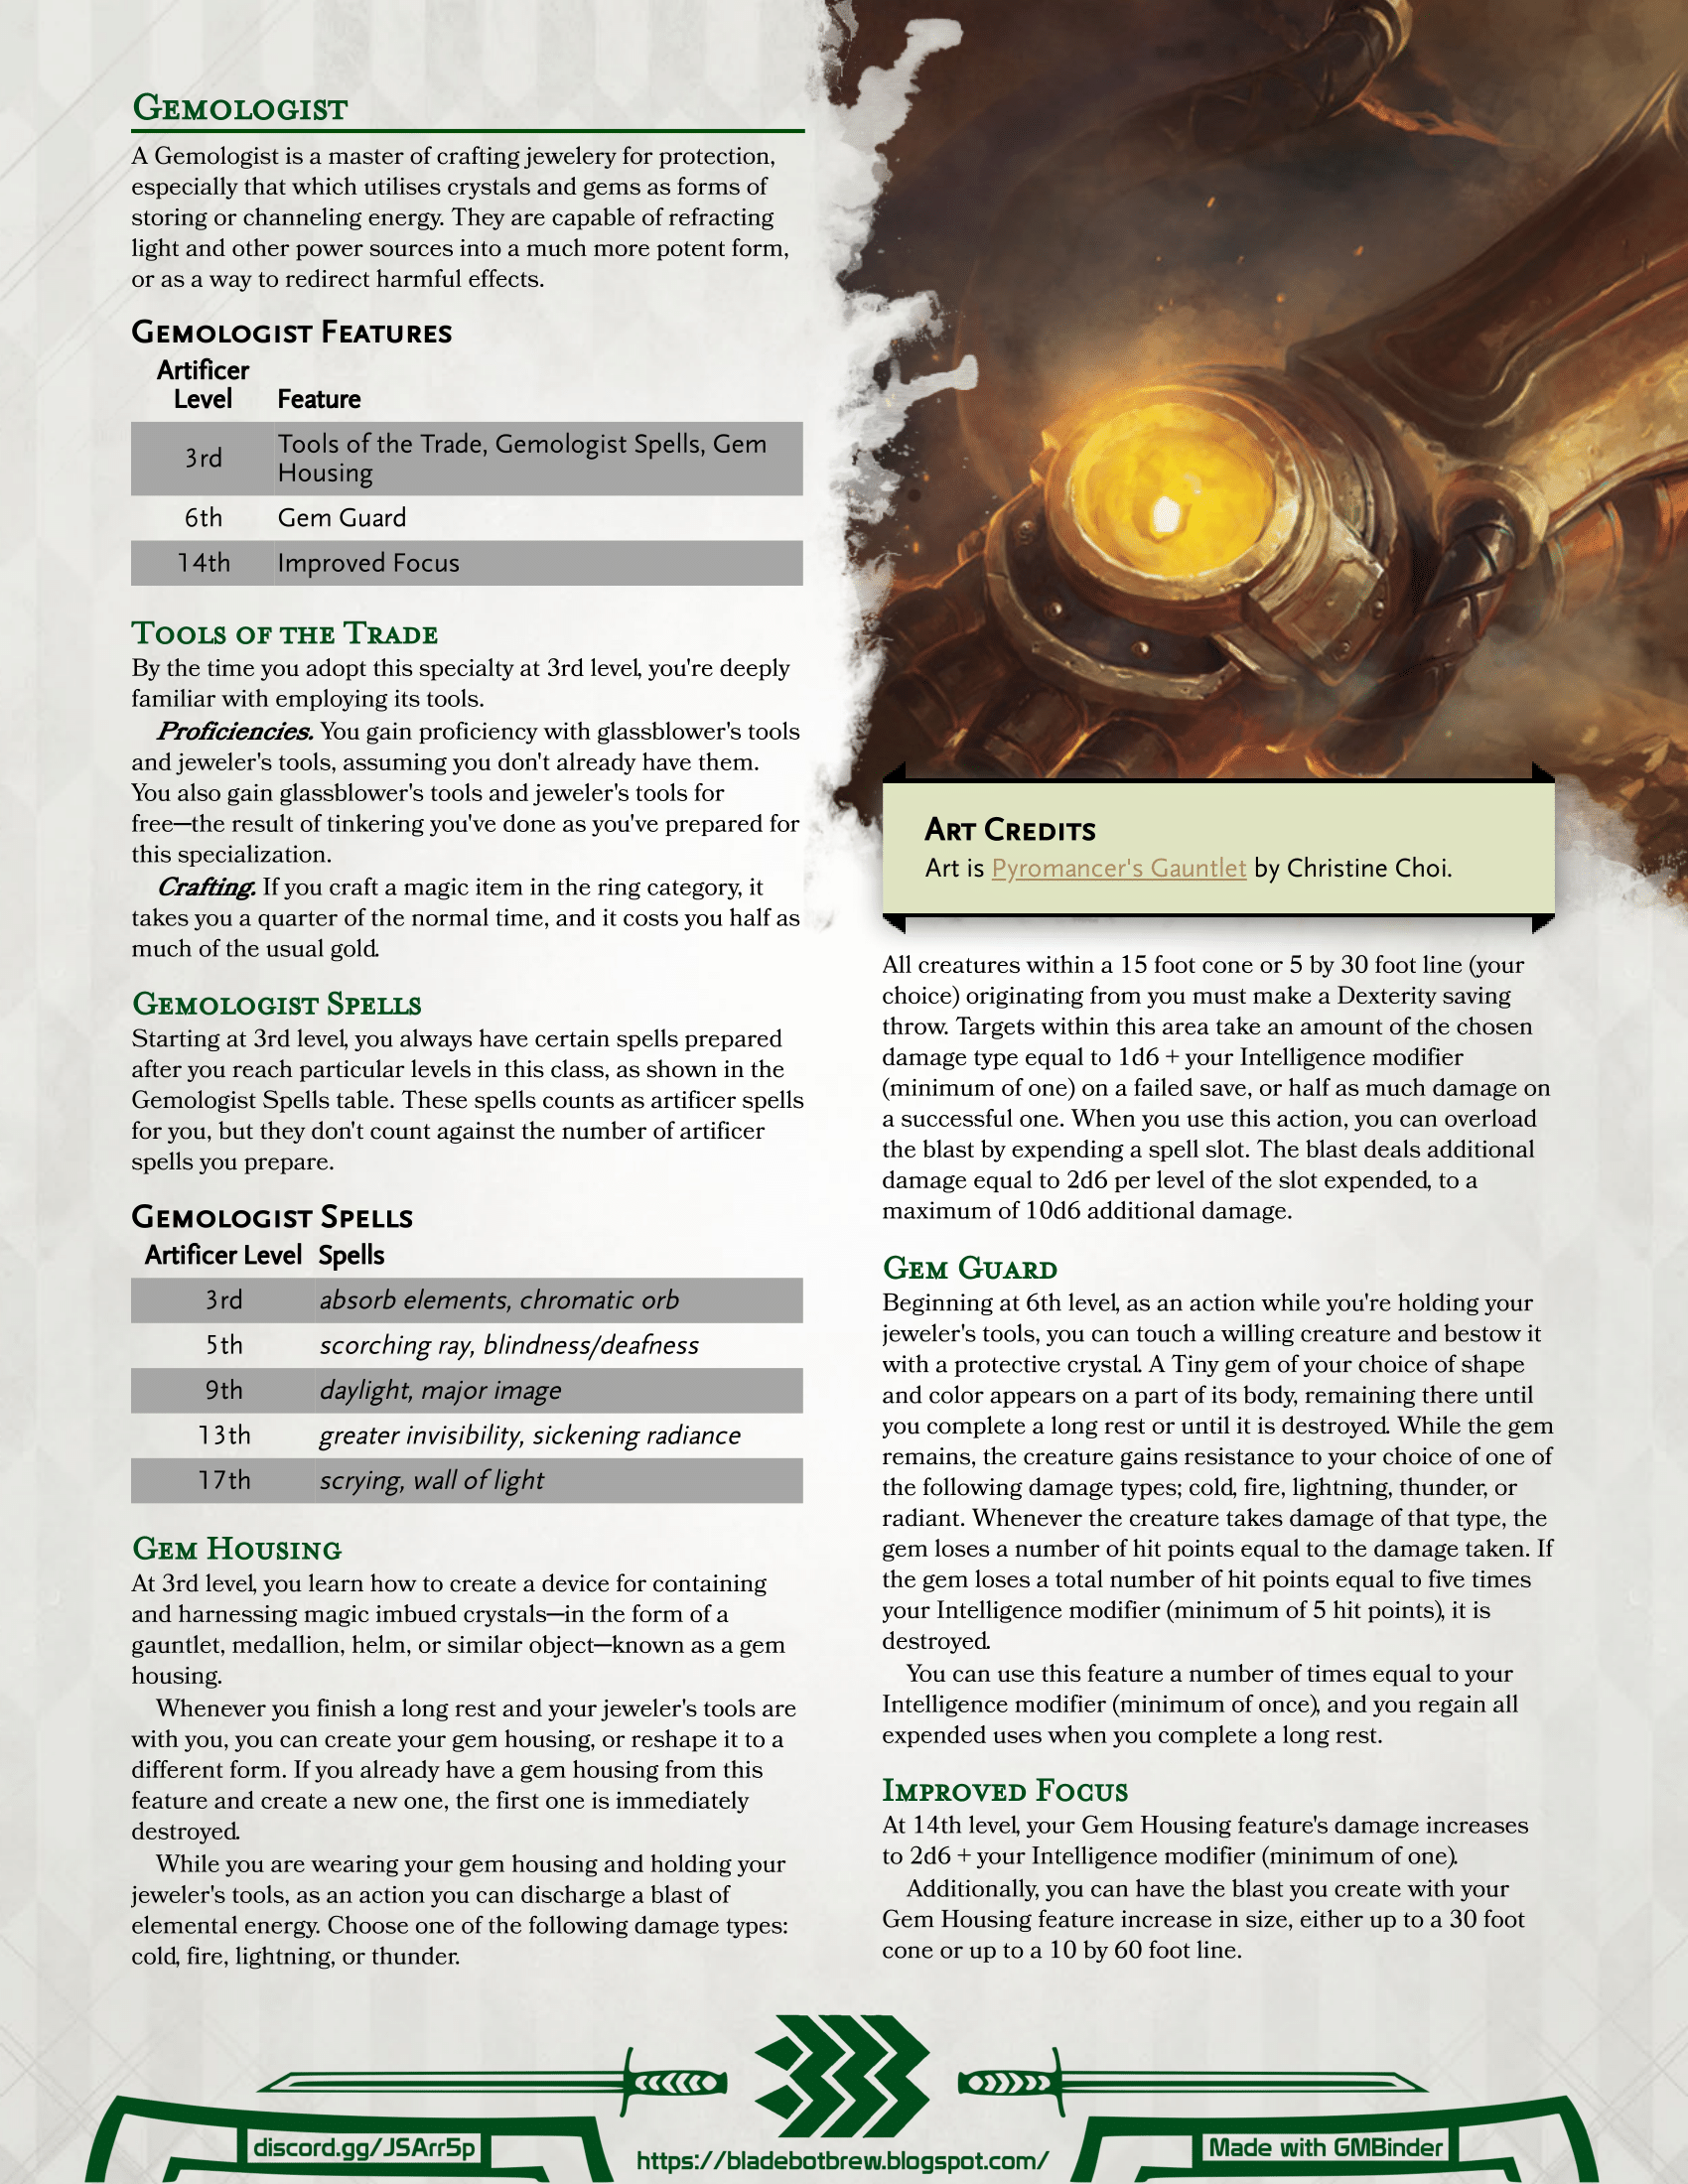 Gemologist
A Gemologist is a master of crafting jewelery for protection,
especially that which utilises crystals and gems as forms of
storing or channeling energy. They are capable of refracting
light and other power sources into a much more potent form,
or as a way to redirect harmful effects.
Gemologist Features
Artificer
Level Feature
3rd Tools of the Trade, Gemologist Spells, Gem
Housing
6th Gem Guard
14th Improved Focus
Tools of the Trade
By the time you adopt this specialty at 3rd level, you're deeply
familiar with employing its tools.
Proficiencies. You gain proficiency with glassblower's tools
and jeweler's tools, assuming you don't already have them.
You also gain glassblower's tools and jeweler's tools for
free—the result of tinkering you've done as you've prepared for
this specialization.
Crafting. If you craft a magic item in the ring category, it
takes you a quarter of the normal time, and it costs you half as
much of the usual gold.
Gemologist Spells
Starting at 3rd level, you always have certain spells prepared
after you reach particular levels in this class, as shown in the
Gemologist Spells table. These spells counts as artificer spells
for you, but they don't count against the number of artificer
spells you prepare.
Gemologist Spells
Artificer Level Spells
3rd absorb elements, chromatic orb
5th scorching ray, blindness/deafness
9th daylight, major image
13th greater invisibility, sickening radiance
17th scrying, wall of light
Gem Housing
At 3rd level, you learn how to create a device for containing
and harnessing magic imbued crystals—in the form of a
gauntlet, medallion, helm, or similar object—known as a gem
housing.
Whenever you finish a long rest and your jeweler's tools are
with you, you can create your gem housing, or reshape it to a
different form. If you already have a gem housing from this
feature and create a new one, the first one is immediately
destroyed.
While you are wearing your gem housing and holding your
jeweler's tools, as an action you can discharge a blast of
elemental energy. Choose one of the following damage types:
cold, fire, lightning, or thunder.
Art Credits
Art is Pyromancer's Gauntlet by Christine Choi.
All creatures within a 15 foot cone or 5 by 30 foot line (your
choice) originating from you must make a Dexterity saving
throw. Targets within this area take an amount of the chosen
damage type equal to 1d6 + your Intelligence modifier
(minimum of one) on a failed save, or half as much damage on
a successful one. When you use this action, you can overload
the blast by expending a spell slot. The blast deals additional
damage equal to 2d6 per level of the slot expended, to a
maximum of 10d6 additional damage.
Gem Guard
Beginning at 6th level, as an action while you're holding your
jeweler's tools, you can touch a willing creature and bestow it
with a protective crystal. A Tiny gem of your choice of shape
and color appears on a part of its body, remaining there until
you complete a long rest or until it is destroyed. While the gem
remains, the creature gains resistance to your choice of one of
the following damage types; cold, fire, lightning, thunder, or
radiant. Whenever the creature takes damage of that type, the
gem loses a number of hit points equal to the damage taken. If
the gem loses a total number of hit points equal to five times
your Intelligence modifier (minimum of 5 hit points), it is
destroyed.
You can use this feature a number of times equal to your
Intelligence modifier (minimum of once), and you regain all
expended uses when you complete a long rest.
Improved Focus
At 14th level, your Gem Housing feature's damage increases
to 2d6 + your Intelligence modifier (minimum of one).
Additionally, you can have the blast you create with your
Gem Housing feature increase in size, either up to a 30 foot
cone or up to a 10 by 60 foot line.
discord.gg/JSArr5p
https://bladebotbrew.blogspot.com/
Made with GMBinder